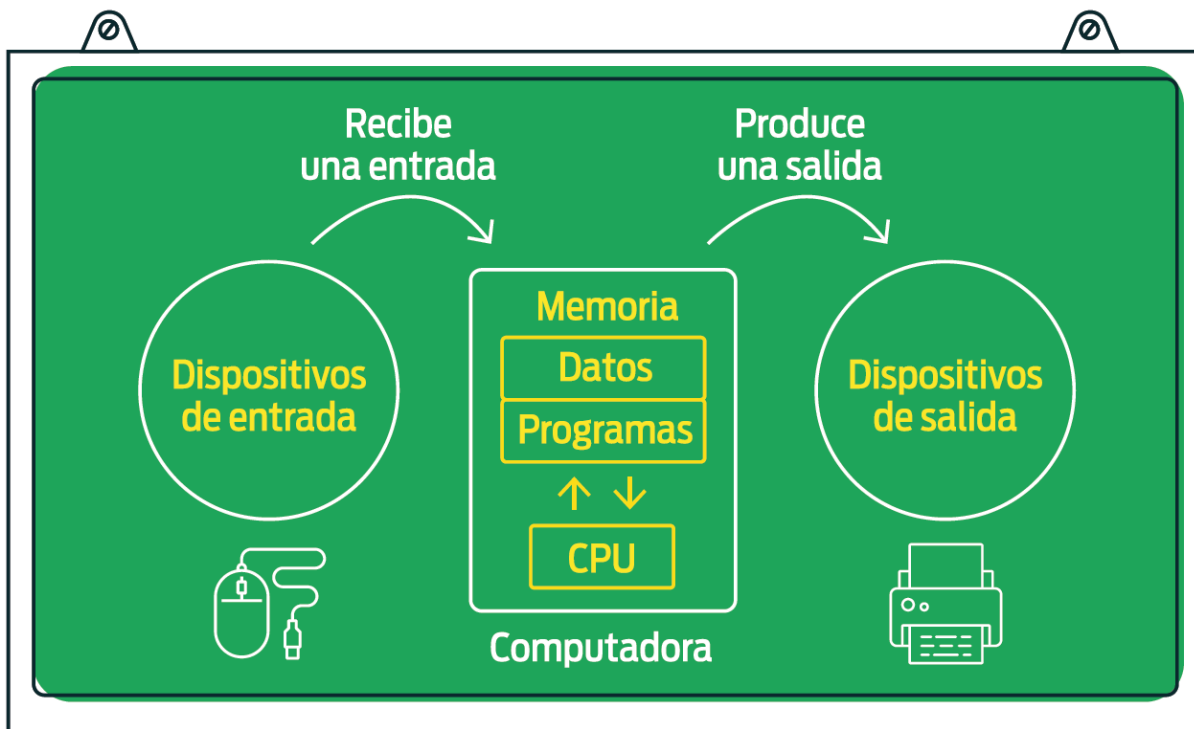 Recibe
una entrada
Produce
una salida
Dispositivos
de entrada
Memoria
Datos
Programas
CPU
Computadora
Dispositivos
de salida